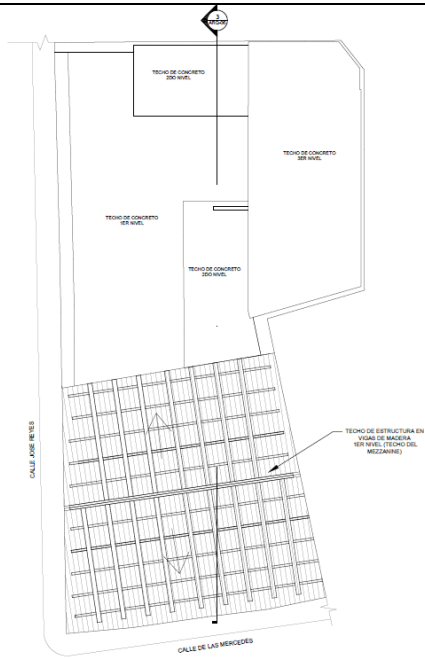 3
TECHO DE CONCRETO
2DO NIVEL
TECHO DE CONCRETO
3ER NIVEL
TECHO DE CONCRETO
1ER NIVEL
TECHO DE CONCRETO
2DO NIVEL
CALLE JOSE REYES
TECHO DE ESTRUCTURA EN
VIGAS DE MADERA
1ER NIVEL (TECHO DEL
MEZZANINE)
CALLE DE LAS MERCEDES